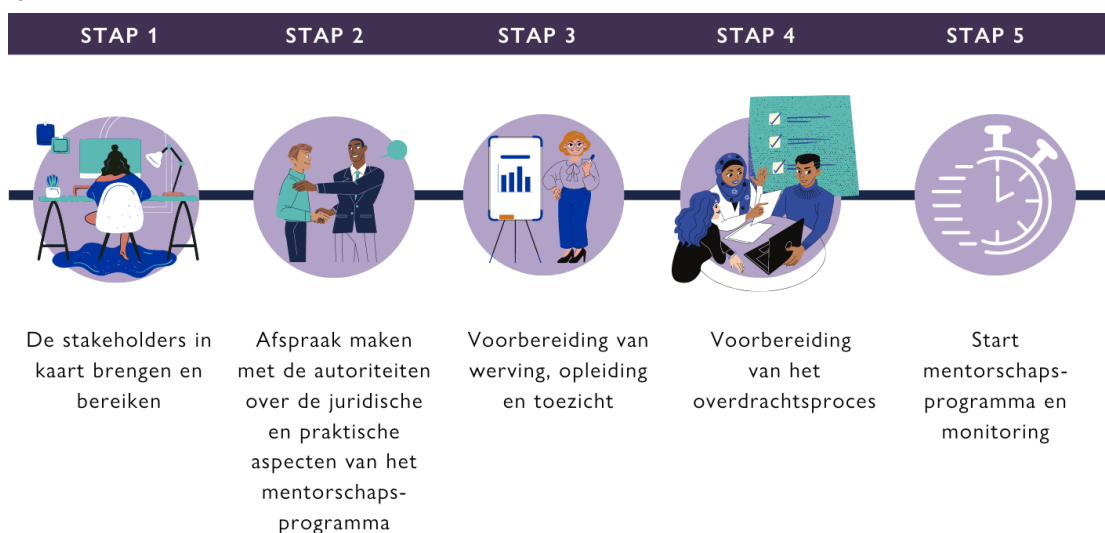 STAP 1
STAP 2
STAP 3
STAP 4
STAP 5
De stakeholders in
kaart brengen en
bereiken
Afspraak maken
met de autoriteiten
over de juridische
en praktische
aspecten van het
mentorschaps-
programma
Voorbereiding van
werving, opleiding
en toezicht
Voorbereiding
van het
overdrachtsproces
Start
mentorschaps-
programma en
monitoring